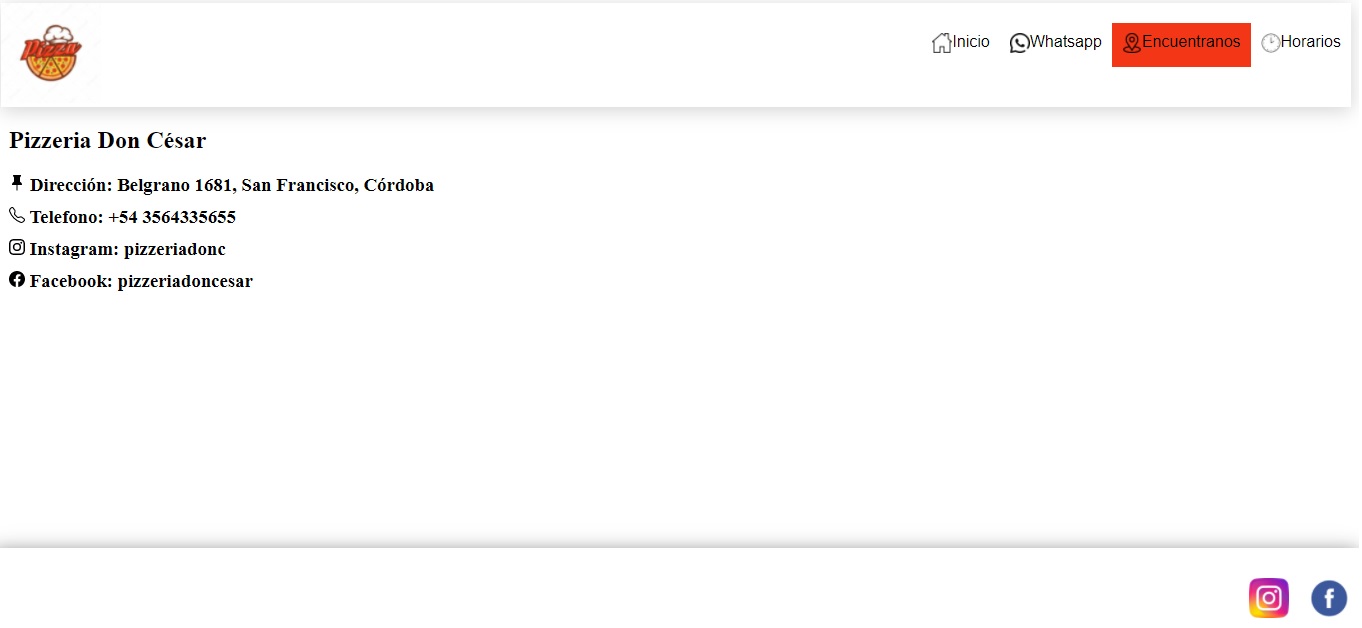 Pizza
Inicio Whatsapp Encuentranos Horarios
Pizzeria Don César
Dirección: Belgrano 1681, San Francisco, Córdoba
Telefono: +54 3564335655
Instagram: pizzeriadonc
Facebook: pizzeriadoncesar